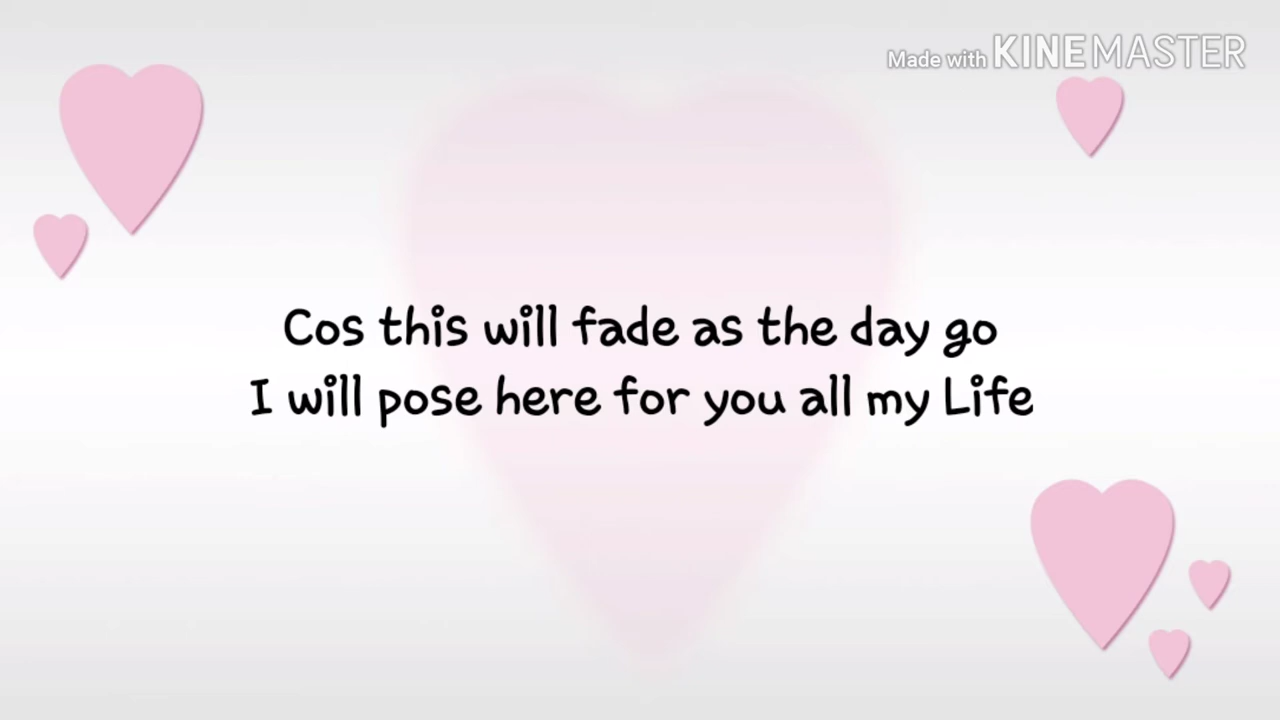 Made with KINEMASTER
Cos this will fade as the day go
I will pose here for you all my Life